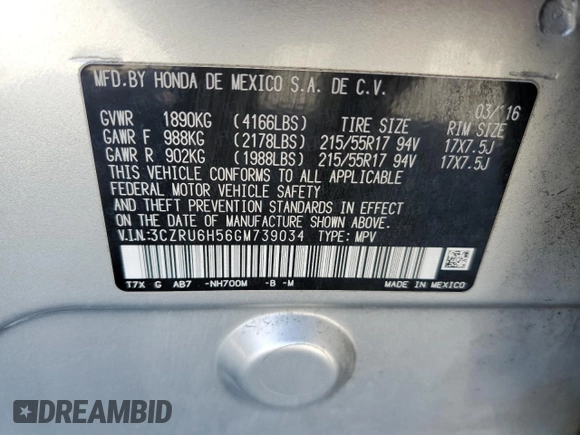 MFD. BY HONDA DE MEXICO S.A. DE C.V.
03/16
GVWR 1890KG (4166LBS) TIRE SIZE RIM SIZE
GAWR F 988KG (2178LBS) 215/55R17 94V 17X7.5J
GAWR R 902KG (1988LBS) 215/55R17 94V 17X7.5J
THIS VEHICLE CONFORMS TO ALL APPLICABLE
FEDERAL MOTOR VEHICLE SAFETY
AND THEFT PREVENTION STANDARDS IN EFFECT
ON THE DATE OF MANUFACTURE SHOWN ABOVE.
V.I.N:3CZRU6H56GM739034 TYPE: MPV
T7X G AB7 -NH700M -B -M
MADE IN MEXICO
DREAMBID